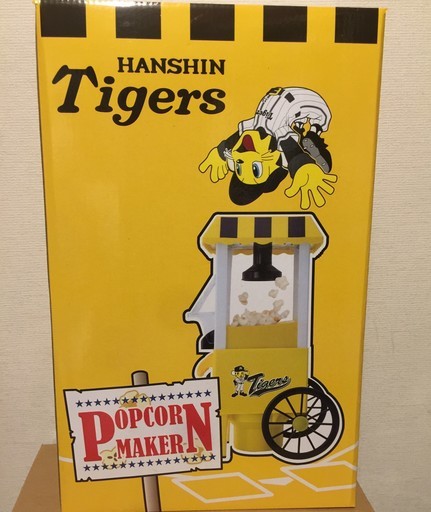 HANSHIN
Tigers
Tigers
POPCORN
MAKER